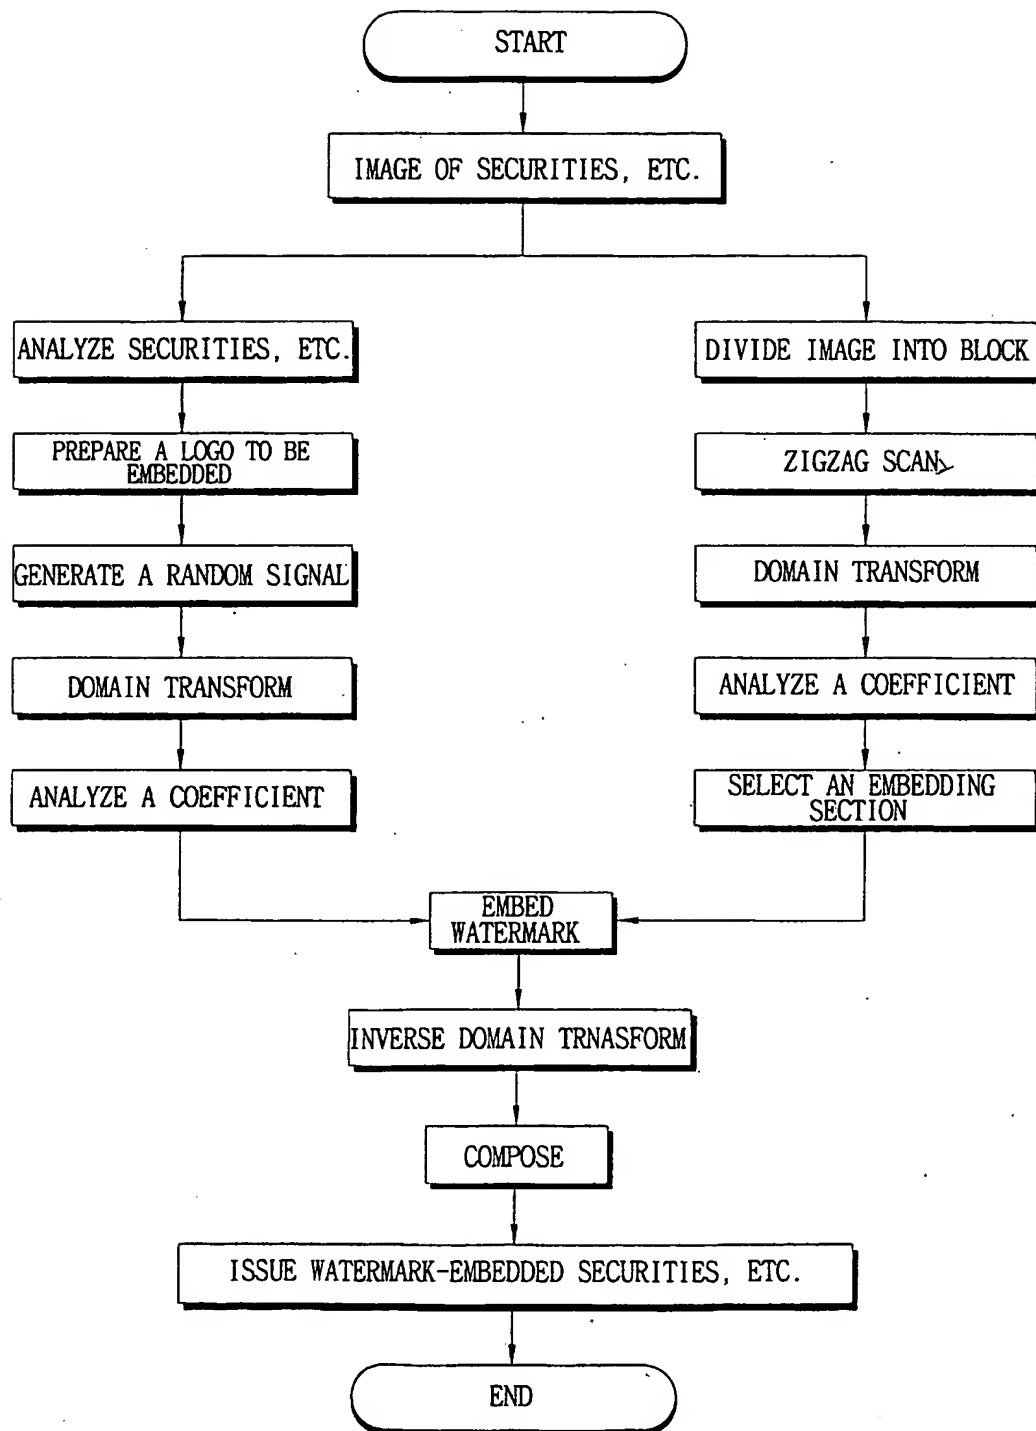 START
IMAGE OF SECURITIES, ETC.
ANALYZE SECURITIES, ETC.
PREPARE A LOGO TO BE
EMBEDDED
GENERATE A RANDOM SIGNAL
DOMAIN TRANSFORM
ANALYZE A COEFFICIENT
DIVIDE IMAGE INTO BLOCK
ZIGZAG SCAN
DOMAIN TRANSFORM
ANALYZE A COEFFICIENT
SELECT AN EMBEDDING
SECTION
EMBED
WATERMARK
INVERSE DOMAIN TRNASFORM
COMPOSE
ISSUE WATERMARK-EMBEDDED SECURITIES, ETC.
END